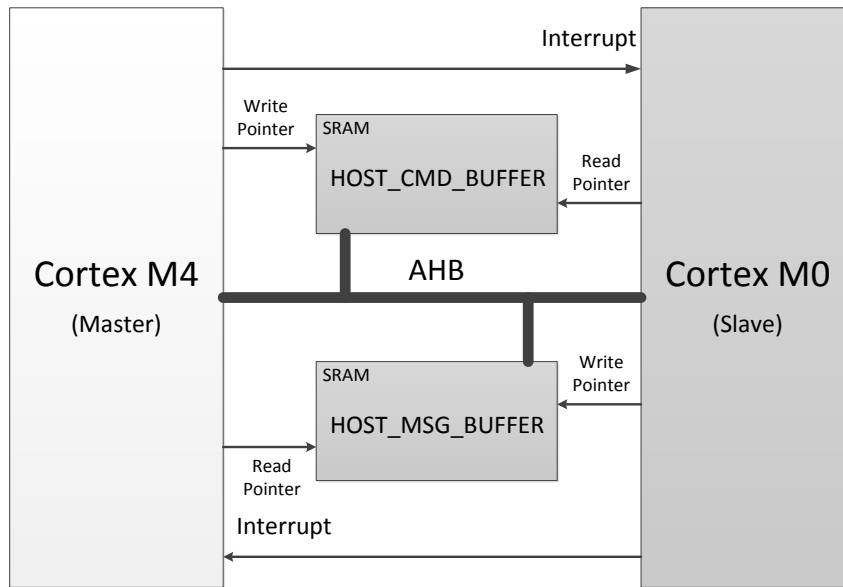 Interrupt
Write
Pointer
SRAM
HOST_CMD_BUFFER
Read
Pointer
Cortex M4
(Master)
AHB
Cortex M0
(Slave)
SRAM
HOST_MSG_BUFFER
Write
Pointer
Read
Pointer
Interrupt